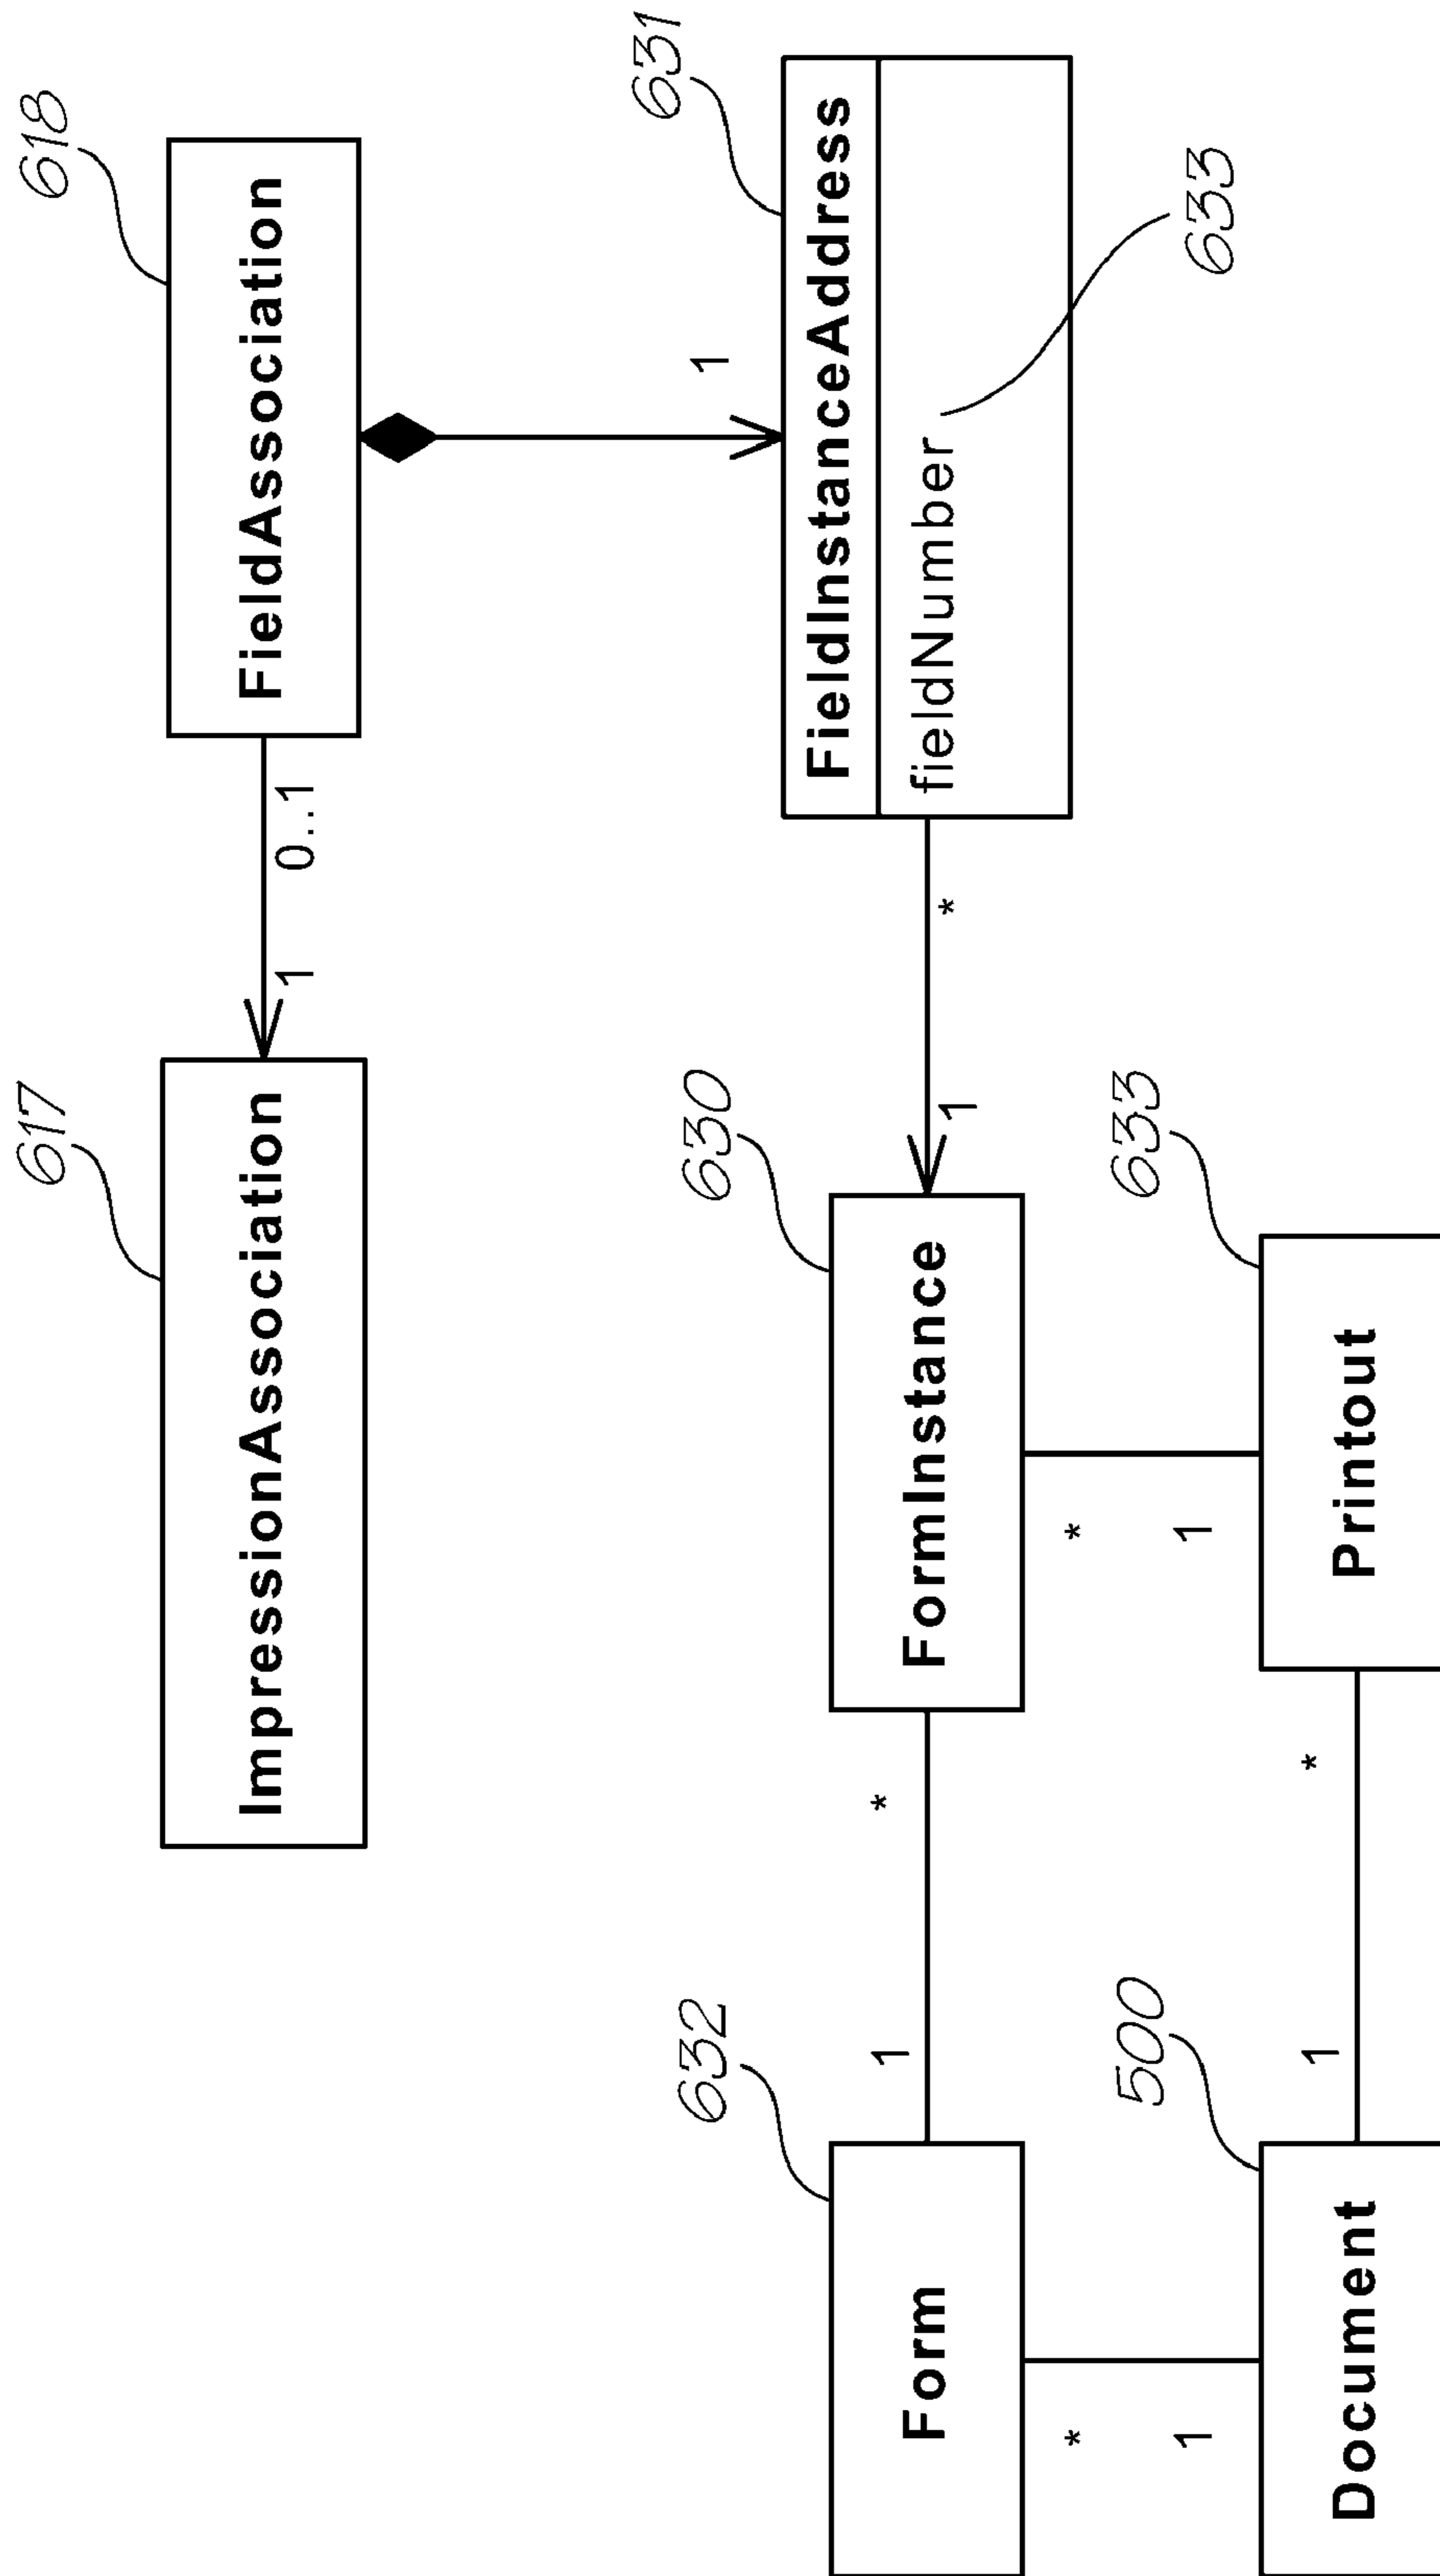 617
618
ImpressionAssociation
FieldAssociation
1
0..1
631
632
630
1
FieldInstanceAddress
1
*
Form
FormInstance
fieldNumber
1
*
*
*
500
633
1
1
633
1
*
Document
Printout